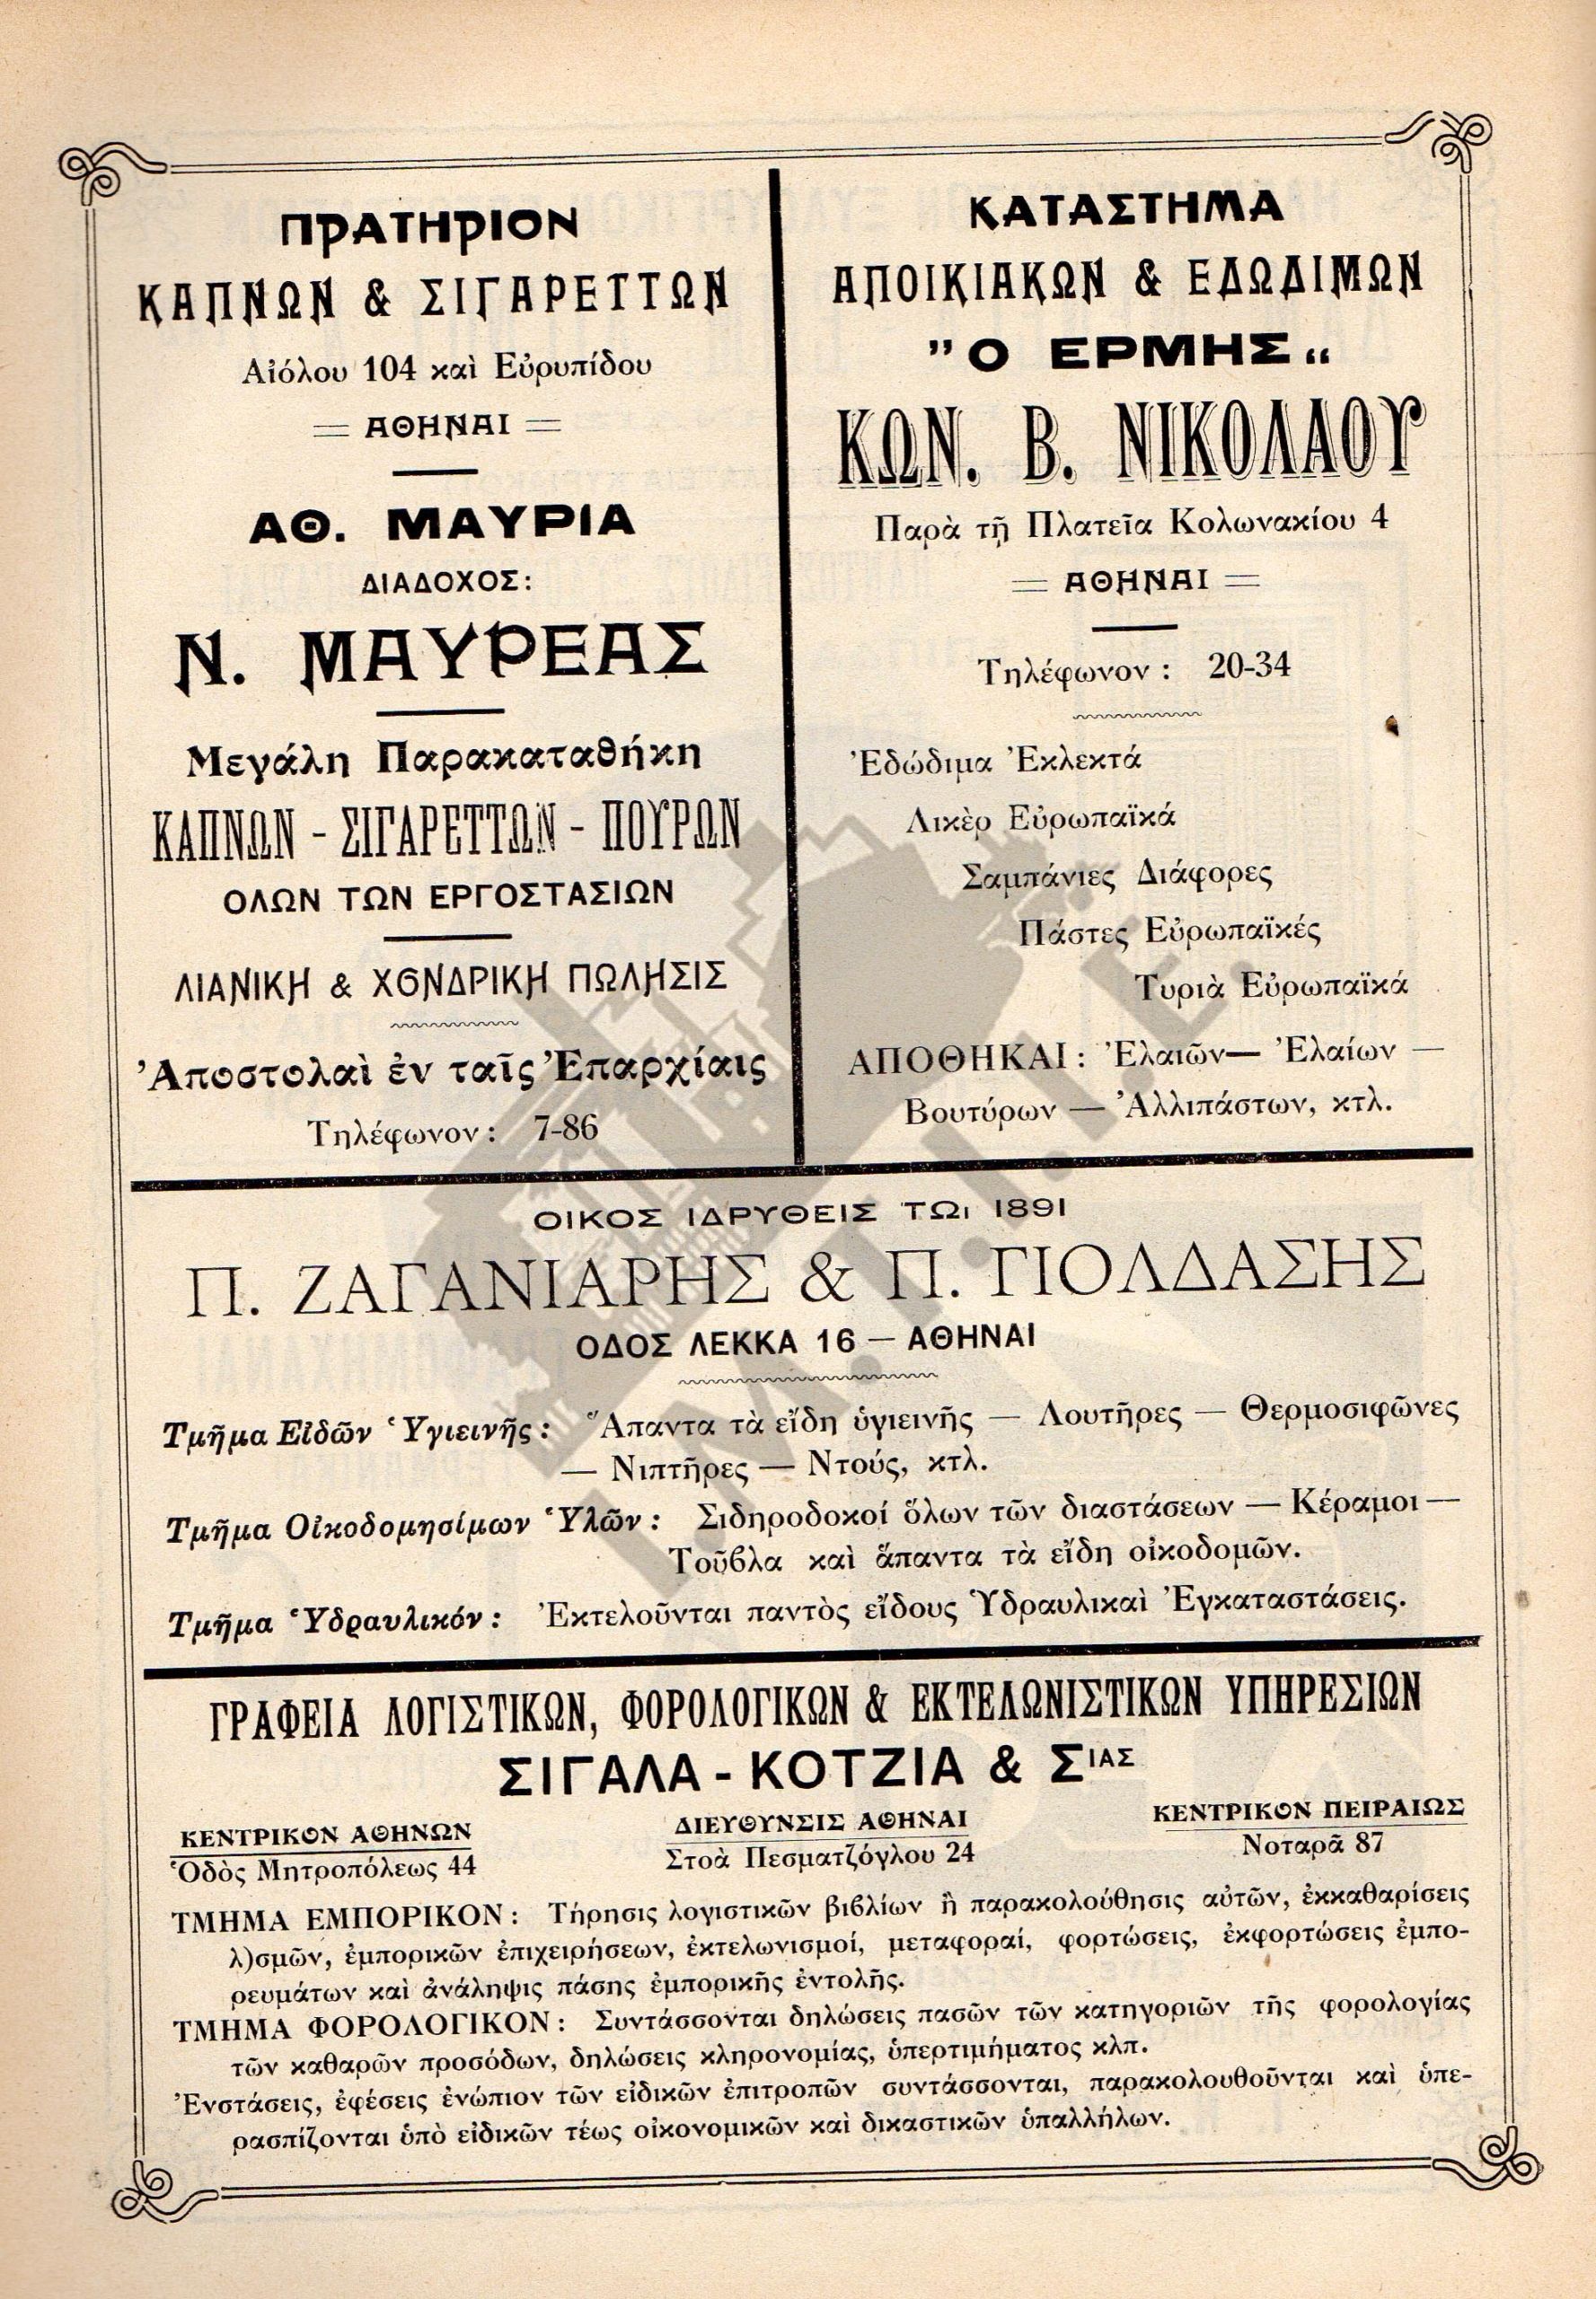 ΠΡΑΤΗΡΙΟΝ
ΚΑΠΝΩΝ & ΣΙΓΑΡΕΤΤΩΝ
Αἰόλου 104 καὶ Εὐρυπίδου
ΑΘΗΝΑΙ
ΑΘ. ΜΑΥΡΙΑ
ΔΙΑΔΟΧΟΣ:
Ν. ΜΑΥΡΕΑΣ
Μεγάλη Παρακαταθήκη
ΚΑΠΝΩΝ - ΣΙΓΑΡΕΤΤΩΝ - ΠΟΥΡΩΝ
ΟΛΩΝ ΤΩΝ ΕΡΓΟΣΤΑΣΙΩΝ
ΛΙΑΝΙΚΗ & ΧΟΝΔΡΙΚΗ ΠΩΛΗΣΙΣ
Ἀποστολαὶ ἐν ταῖς Ἐπαρχίαις
Τηλέφωνον: 7-86
ΚΑΤΑΣΤΗΜΑ
ΑΠΟΙΚΙΑΚΩΝ & ΕΔΩΔΙΜΩΝ
"Ο ΕΡΜΗΣ"
ΚΩΝ. Β. ΝΙΚΟΛΑΟΥ
Παρὰ τῇ Πλατεῖα Κολωνακίου 4
ΑΘΗΝΑΙ
Τηλέφωνον: 20-34
Ἐδώδιμα Ἐκλεκτά
Λικὲρ Εὐρωπαϊκά
Σαμπάνιες Διάφορες
Πάστες Εὐρωπαϊκές
Τυριὰ Εὐρωπαϊκά
ΑΠΟΘΗΚΑΙ: Ἐλαιῶν— Ἐλαίων —
Βουτύρων — Ἀλλιπάστων, κτλ.
ΟΙΚΟΣ ΙΔΡΥΘΕΙΣ ΤΩι 1891
Π. ΖΑΓΑΝΙΑΡΗΣ & Π. ΓΙΟΛΔΑΣΗΣ
ΟΔΟΣ ΛΕΚΚΑ 16 — ΑΘΗΝΑΙ
Τμῆμα Εἰδῶν Ὑγιεινῆς: Ἅπαντα τὰ εἴδη ὑγιεινῆς — Λουτῆρες — Θερμοσιφῶνες
— Νιπτῆρες — Ντούς, κτλ.
Τμῆμα Οἰκοδομησίμων Ὑλῶν: Σιδηροδοκοί ὅλων τῶν διαστάσεων — Κέραμοι —
Τοῦβλα καὶ ἅπαντα τὰ εἴδη οἰκοδομῶν.
Τμῆμα Ὑδραυλικόν: Ἐκτελοῦνται παντὸς εἴδους Ὑδραυλικαὶ Ἐγκαταστάσεις.
ΓΡΑΦΕΙΑ ΛΟΓΙΣΤΙΚΩΝ, ΦΟΡΟΛΟΓΙΚΩΝ & ΕΚΤΕΛΩΝΙΣΤΙΚΩΝ ΥΠΗΡΕΣΙΩΝ
ΣΙΓΑΛΑ - ΚΟΤΖΙΑ & ΣΙΑΣ
ΚΕΝΤΡΙΚΟΝ ΑΘΗΝΩΝ
Ὁδὸς Μητροπόλεως 44
ΔΙΕΥΘΥΝΣΙΣ ΑΘΗΝΑΙ
Στοὰ Πεσματζόγλου 24
ΚΕΝΤΡΙΚΟΝ ΠΕΙΡΑΙΩΣ
Νοταρᾶ 87
ΤΜΗΜΑ ΕΜΠΟΡΙΚΟΝ: Τήρησις λογιστικῶν βιβλίων ἢ παρακολούθησις αὐτῶν, ἐκκαθαρίσεις
λ)σμῶν, ἐμπορικῶν ἐπιχειρήσεων, ἐκτελωνισμοί, μεταφοραί, φορτώσεις, ἐκφορτώσεις ἐμπο-
ρευμάτων καὶ ἀνάληψις πάσης ἐμπορικῆς ἐντολῆς.
ΤΜΗΜΑ ΦΟΡΟΛΟΓΙΚΟΝ: Συντάσσονται δηλώσεις πασῶν τῶν κατηγοριῶν τῆς φορολογίας
τῶν καθαρῶν προσόδων, δηλώσεις κληρονομίας, ὑπερτιμήματος κλπ.
Ἐνστάσεις, ἐφέσεις ἐνώπιον τῶν εἰδικῶν ἐπιτροπῶν συντάσσονται, παρακολουθοῦνται καὶ ὑπε-
ρασπίζονται ὑπὸ εἰδικῶν τέως οἰκονομικῶν καὶ δικαστικῶν ὑπαλλήλων.